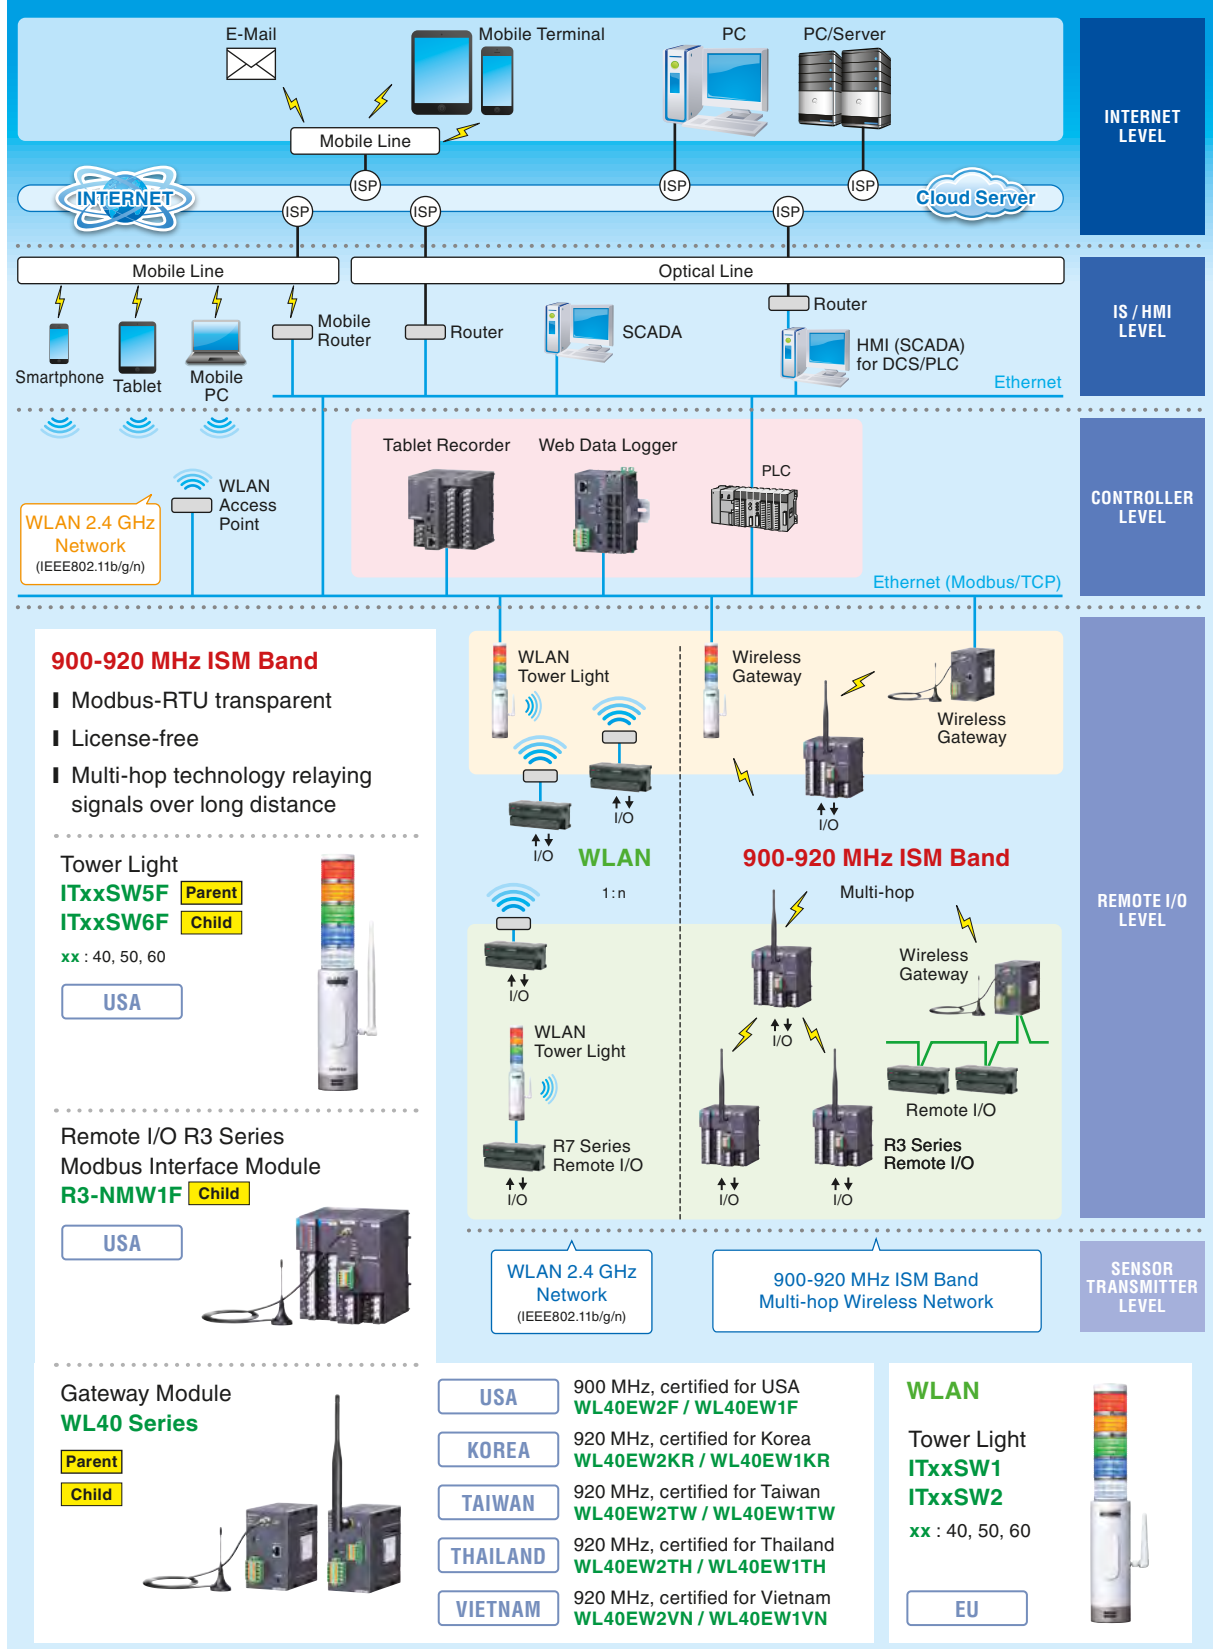 E-Mail
Mobile Terminal
PC
PC/Server
INTERNET
LEVEL
Mobile Line
ISP
ISP
ISP
INTERNET
Cloud Server
ISP
ISP
ISP
Mobile Line
Optical Line
IS / HMI
LEVEL
Smartphone
Tablet
Mobile
PC
Mobile
Router
Router
SCADA
Router
HMI (SCADA)
for DCS/PLC
Ethernet
Tablet Recorder
Web Data Logger
PLC
CONTROLLER
LEVEL
WLAN
Access
Point
WLAN 2.4 GHz
Network
(IEEE802.11b/g/n)
Ethernet (Modbus/TCP)
900-920 MHz ISM Band
Modbus-RTU transparent
License-free
Multi-hop technology relaying
signals over long distance
Tower Light
ITxxSW5F Parent
ITxxSW6F Child
xx : 40, 50, 60
USA
Remote I/O R3 Series
Modbus Interface Module
R3-NMW1F Child
USA
WLAN
Tower Light
Wireless
Gateway
Wireless
Gateway
I/O
I/O
I/O
WLAN
1 : n
900-920 MHz ISM Band
Multi-hop
REMOTE I/O
LEVEL
I/O
WLAN
Tower Light
R7 Series
Remote I/O
I/O
I/O
Wireless
Gateway
Remote I/O
R3 Series
Remote I/O
I/O
I/O
WLAN 2.4 GHz
Network
(IEEE802.11b/g/n)
900-920 MHz ISM Band
Multi-hop Wireless Network
SENSOR
TRANSMITTER
LEVEL
Gateway Module
WL40 Series
Parent
Child
USA
900 MHz, certified for USA
WL40EW2F / WL40EW1F
KOREA
920 MHz, certified for Korea
WL40EW2KR / WL40EW1KR
TAIWAN
920 MHz, certified for Taiwan
WL40EW2TW / WL40EW1TW
THAILAND
920 MHz, certified for Thailand
WL40EW2TH / WL40EW1TH
VIETNAM
920 MHz, certified for Vietnam
WL40EW2VN / WL40EW1VN
WLAN
Tower Light
ITxxSW1
ITxxSW2
xx : 40, 50, 60
EU